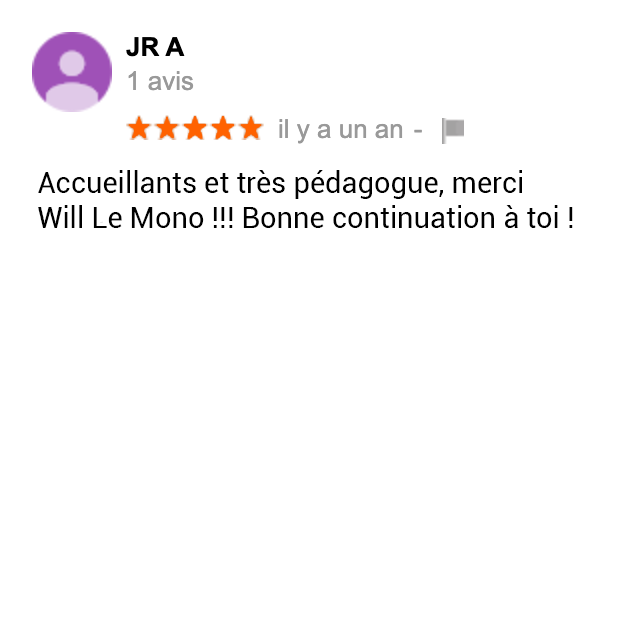 JR A
1 avis
il y a un an -
Accueillants et très pédagogue, merci
Will Le Mono !!! Bonne continuation à toi !